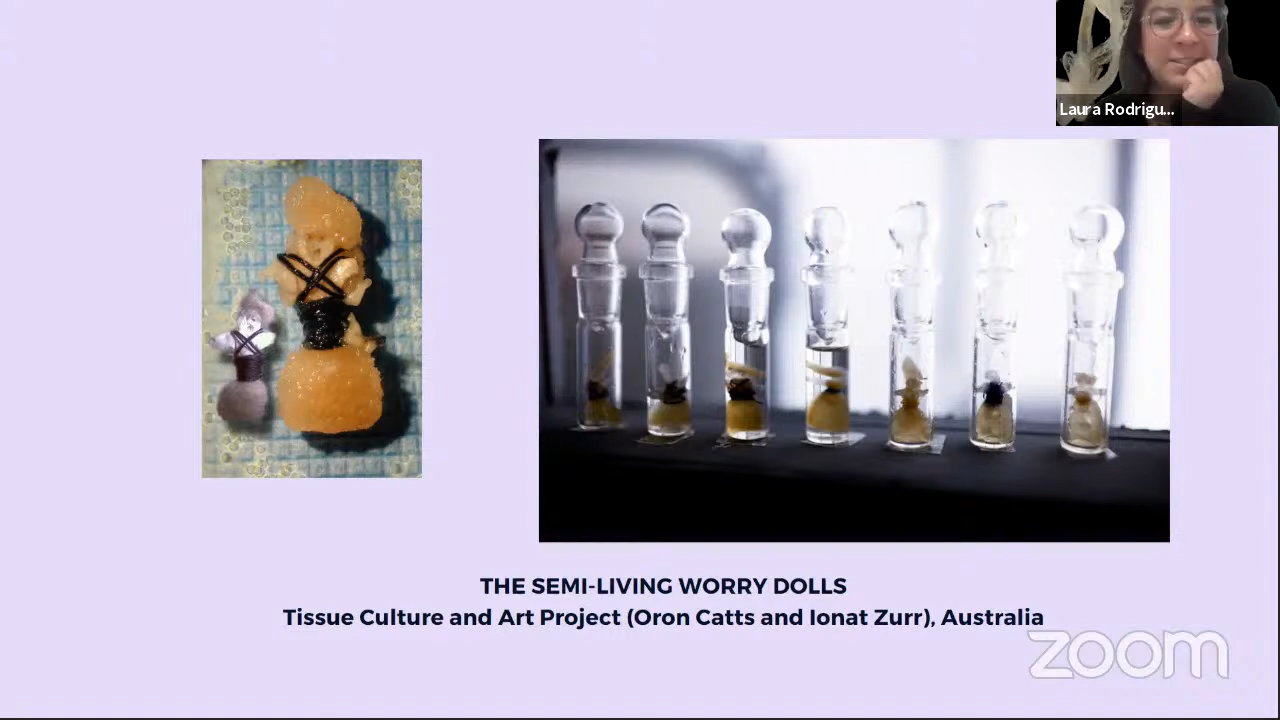 Laura Rodrigu...
THE SEMI-LIVING WORRY DOLLS
Tissue Culture and Art Project (Oron Catts and Ionat Zurr), Australia
zoom